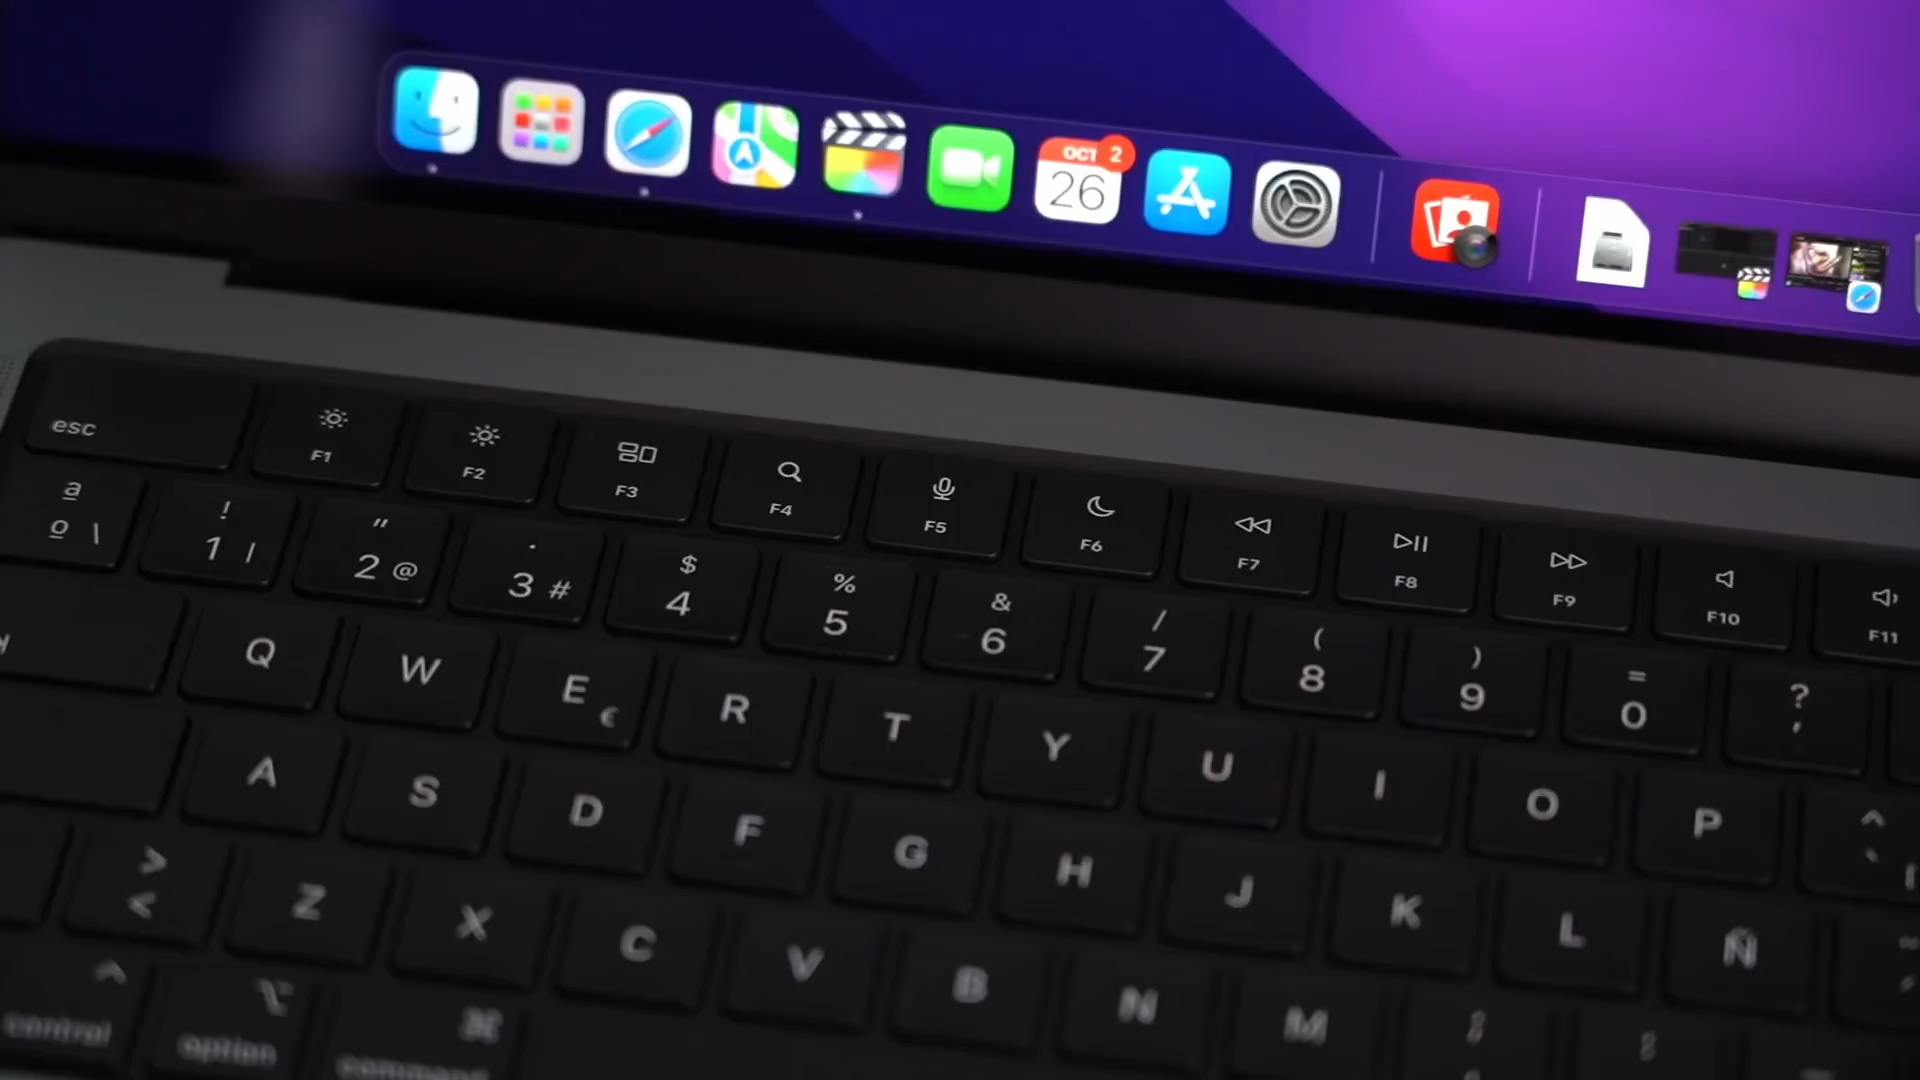 OCT 2
26
esc
F1 F2 F3 F4 F5 F6 F7 F8 F9 F10 F11
ª ! " · $ % & / ( ) = ?
º \ 1 | 2 @ 3 # 4 5 6 7 8 9 0 '
Q W E € R T Y U I O P ^ ` [
A S D F G H J K L Ñ
> < Z X C V B N M
control option command